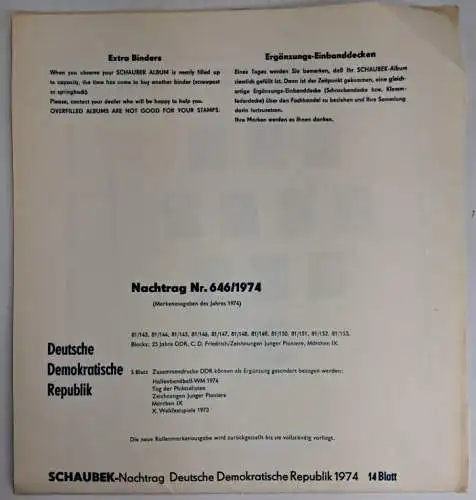 Extra Binders
When you observe your SCHAUBEK ALBUM is nearly filled up
to capacity, the time has come to buy another binder (screwpost
or springback).
Please, contact your dealer who will be happy to help you.
OVERFILLED ALBUMS ARE NOT GOOD FOR YOUR STAMPS.
Ergänzungs-Einbanddecken
Eines Tages werden Sie bemerken, daß Ihr SCHAUBEK-Album
ziemlich gefüllt ist. Dann ist der Zeitpunkt gekommen, eine gleich-
artige Ergänzungs-Einbanddecke (Schraubendecke bzw. Klemm-
federdecke) über den Fachhandel zu beziehen und Ihre Sammlung
darin fortzusetzen.
Ihre Marken werden es Ihnen danken.
Nachtrag Nr. 646/1974
(Markenausgaben des Jahres 1974)
81/143, 81/144, 81/145, 81/146, 81/147, 81/148, 81/149, 81/150, 81/151, 81/152, 81/153,
Blocks: 25 Jahre DDR, C. D. Friedrich/Zeichnungen Junger Pioniere, Märchen IX.
Deutsche
Demokratische
Republik
5 Blatt Zusammendrucke DDR können als Ergänzung gesondert bezogen werden:
Hallenhandball-WM 1974
Tag der Philatelisten
Zeichnungen Junger Pioniere
Märchen IX
X. Weltfestspiele 1973
Die neue Rollenmarkenausgabe wird zurückgestellt bis sie vollständig vorliegt.
SCHAUBEK-Nachtrag Deutsche Demokratische Republik 1974 14 Blatt